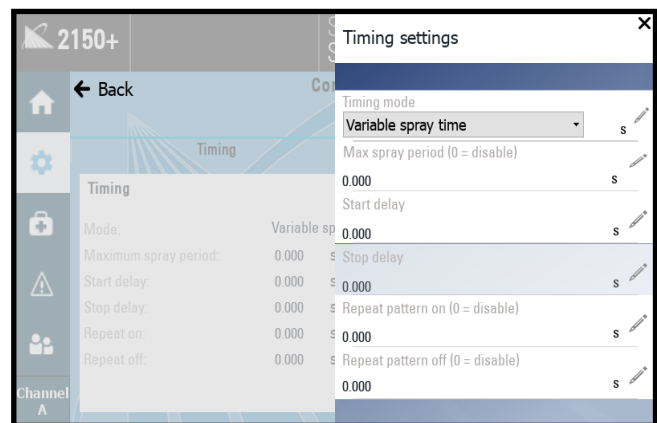 2150+
S
S
Back
Con
Timing
Timing
Mode: Variable sp
Maximum spray period: 0.000 s
Start delay: 0.000 s
Stop delay: 0.000 s
Repeat on: 0.000 s
Repeat off: 0.000 s
Channel
A
Timing settings
Timing mode
Variable spray time s
Max spray period (0 = disable)
0.000 s
Start delay
0.000 s
Stop delay
0.000 s
Repeat pattern on (0 = disable)
0.000 s
Repeat pattern off (0 = disable)
0.000 s